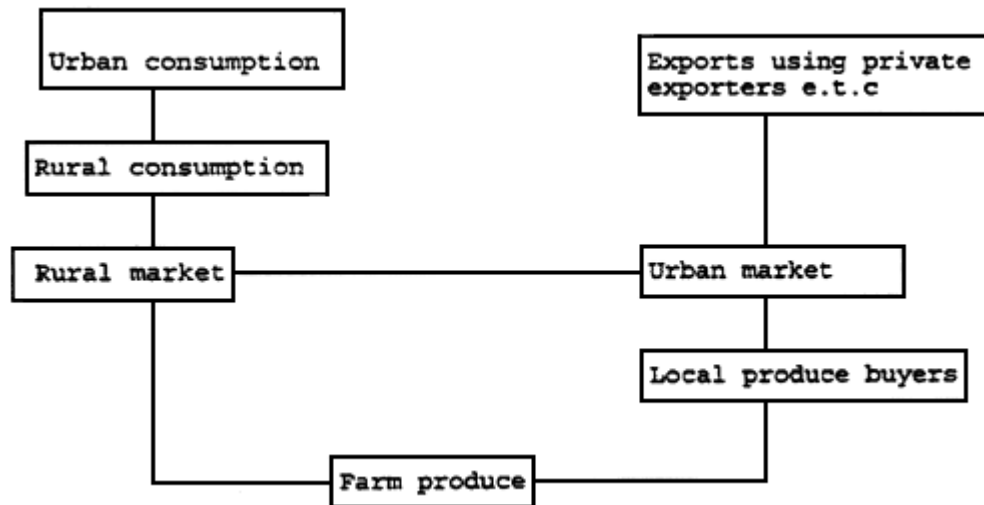 Urban consumption
Exports using private
exporters e.t.c
Rural consumption
Rural market
Urban market
Local produce buyers
Farm produce